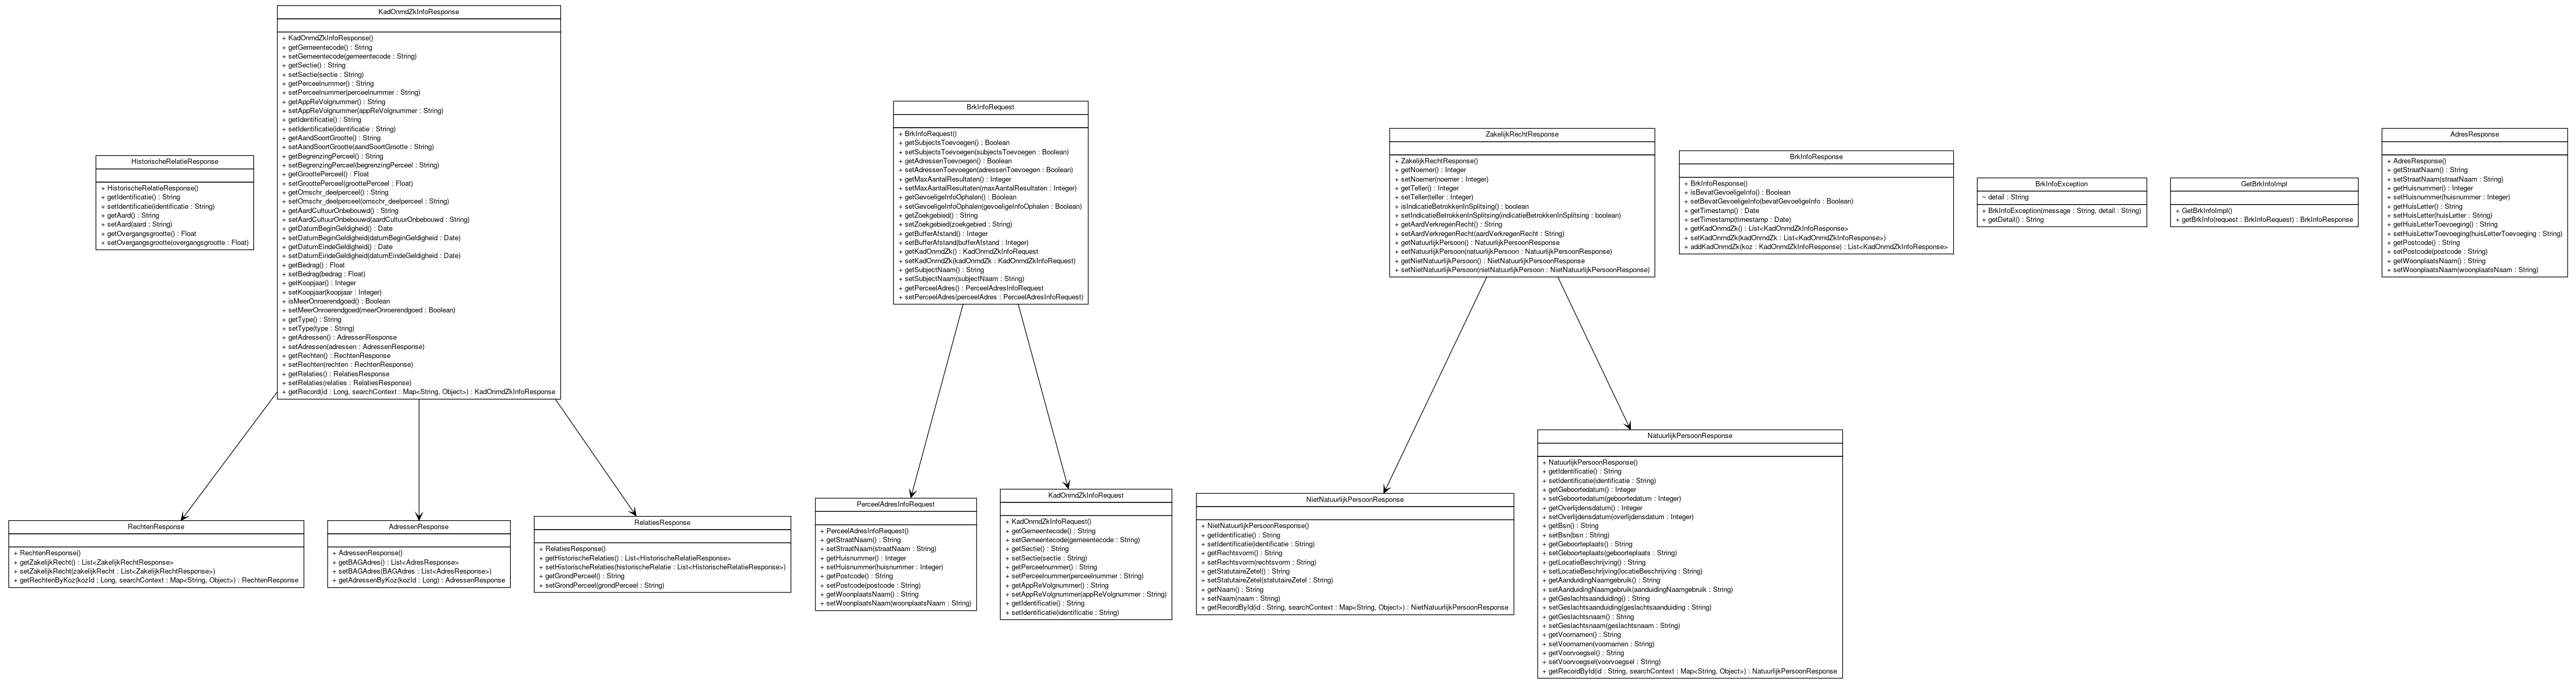 KadOnrndZkInfoResponse
+ KadOnrndZkInfoResponse()
+ getGemeentecode() : String
+ setGemeentecode(gemeentecode : String)
+ getSectie() : String
+ setSectie(sectie : String)
+ getPerceelnummer() : String
+ setPerceelnummer(perceelnummer : String)
+ getAppReVolgnummer() : String
+ setAppReVolgnummer(appReVolgnummer : String)
+ getIdentificatie() : String
+ setIdentificatie(identificatie : String)
+ getAandSoortGrootte() : String
+ setAandSoortGrootte(aandSoortGrootte : String)
+ getBegrenzingPerceel() : String
+ setBegrenzingPerceel(begrenzingPerceel : String)
+ getGroottePerceel() : Float
+ setGroottePerceel(groottePerceel : Float)
+ getOmschr_deelperceel() : String
+ setOmschr_deelperceel(omschr_deelperceel : String)
+ getAardCultuurOnbebouwd() : String
+ setAardCultuurOnbebouwd(aardCultuurOnbebouwd : String)
+ getDatumBeginGeldigheid() : Date
+ setDatumBeginGeldigheid(datumBeginGeldigheid : Date)
+ getDatumEindeGeldigheid() : Date
+ setDatumEindeGeldigheid(datumEindeGeldigheid : Date)
+ getBedrag() : Float
+ setBedrag(bedrag : Float)
+ getKoopjaar() : Integer
+ setKoopjaar(koopjaar : Integer)
+ isMeerOnroerendgoed() : Boolean
+ setMeerOnroerendgoed(meerOnroerendgoed : Boolean)
+ getType() : String
+ setType(type : String)
+ getAdressen() : AdressenResponse
+ setAdressen(adressen : AdressenResponse)
+ getRechten() : RechtenResponse
+ setRechten(rechten : RechtenResponse)
+ getRelaties() : RelatiesResponse
+ setRelaties(relaties : RelatiesResponse)
+ getRecord(id : Long, searchContext : Map<String, Object>) : KadOnrndZkInfoResponse
HistorischeRelatieResponse
+ HistorischeRelatieResponse()
+ getIdentificatie() : String
+ setIdentificatie(identificatie : String)
+ getAard() : String
+ setAard(aard : String)
+ getOvergangsgrootte() : Float
+ setOvergangsgrootte(overgangsgrootte : Float)
BrkInfoRequest
+ BrkInfoRequest()
+ getSubjectsToevoegen() : Boolean
+ setSubjectsToevoegen(subjectsToevoegen : Boolean)
+ getAdressenToevoegen() : Boolean
+ setAdressenToevoegen(adressenToevoegen : Boolean)
+ getMaxAantalResultaten() : Integer
+ setMaxAantalResultaten(maxAantalResultaten : Integer)
+ getGevoeligeInfoOphalen() : Boolean
+ setGevoeligeInfoOphalen(gevoeligeInfoOphalen : Boolean)
+ getZoekgebied() : String
+ setZoekgebied(zoekgebied : String)
+ getBufferAfstand() : Integer
+ setBufferAfstand(bufferAfstand : Integer)
+ getKadOnrndZk() : KadOnrndZkInfoRequest
+ setKadOnrndZk(kadOnrndZk : KadOnrndZkInfoRequest)
+ getSubjectNaam() : String
+ setSubjectNaam(subjectNaam : String)
+ getPerceelAdres() : PerceelAdresInfoRequest
+ setPerceelAdres(perceelAdres : PerceelAdresInfoRequest)
ZakelijkRechtResponse
+ ZakelijkRechtResponse()
+ getNoemer() : Integer
+ setNoemer(noemer : Integer)
+ getTeller() : Integer
+ setTeller(teller : Integer)
+ isIndicatieBetrokkenInSplitsing() : boolean
+ setIndicatieBetrokkenInSplitsing(indicatieBetrokkenInSplitsing : boolean)
+ getAardVerkregenRecht() : String
+ setAardVerkregenRecht(aardVerkregenRecht : String)
+ getNatuurlijkPersoon() : NatuurlijkPersoonResponse
+ setNatuurlijkPersoon(natuurlijkPersoon : NatuurlijkPersoonResponse)
+ getNietNatuurlijkPersoon() : NietNatuurlijkPersoonResponse
+ setNietNatuurlijkPersoon(nietNatuurlijkPersoon : NietNatuurlijkPersoonResponse)
BrkInfoResponse
+ BrkInfoResponse()
+ isBevatGevoeligeInfo() : Boolean
+ setBevatGevoeligeInfo(bevatGevoeligeInfo : Boolean)
+ getTimestamp() : Date
+ setTimestamp(timestamp : Date)
+ getKadOnrndZk() : List<KadOnrndZkInfoResponse>
+ setKadOnrndZk(kadOnrndZk : List<KadOnrndZkInfoResponse>)
+ addKadOnrndZk(koz : KadOnrndZkInfoResponse) : List<KadOnrndZkInfoResponse>
BrkInfoException
~ detail : String
+ BrkInfoException(message : String, detail : String)
+ getDetail() : String
GetBrkInfoImpl
+ GetBrkInfoImpl()
+ getBrkInfo(request : BrkInfoRequest) : BrkInfoResponse
AdresResponse
+ AdresResponse()
+ getStraatNaam() : String
+ setStraatNaam(straatNaam : String)
+ getHuisnummer() : Integer
+ setHuisnummer(huisnummer : Integer)
+ getHuisLetter() : String
+ setHuisLetter(huisLetter : String)
+ getHuisLetterToevoeging() : String
+ setHuisLetterToevoeging(huisLetterToevoeging : String)
+ getPostcode() : String
+ setPostcode(postcode : String)
+ getWoonplaatsNaam() : String
+ setWoonplaatsNaam(woonplaatsNaam : String)
RechtenResponse
+ RechtenResponse()
+ getZakelijkRecht() : List<ZakelijkRechtResponse>
+ setZakelijkRecht(zakelijkRecht : List<ZakelijkRechtResponse>)
+ getRechtenByKoz(kozId : Long, searchContext : Map<String, Object>) : RechtenResponse
AdressenResponse
+ AdressenResponse()
+ getBAGAdres() : List<AdresResponse>
+ setBAGAdres(BAGAdres : List<AdresResponse>)
+ getAdressenByKoz(kozId : Long) : AdressenResponse
RelatiesResponse
+ RelatiesResponse()
+ getHistorischeRelaties() : List<HistorischeRelatieResponse>
+ setHistorischeRelaties(historischeRelatie : List<HistorischeRelatieResponse>)
+ getGrondPerceel() : String
+ setGrondPerceel(grondPerceel : String)
PerceelAdresInfoRequest
+ PerceelAdresInfoRequest()
+ getStraatNaam() : String
+ setStraatNaam(straatNaam : String)
+ getHuisnummer() : Integer
+ setHuisnummer(huisnummer : Integer)
+ getPostcode() : String
+ setPostcode(postcode : String)
+ getWoonplaatsNaam() : String
+ setWoonplaatsNaam(woonplaatsNaam : String)
KadOnrndZkInfoRequest
+ KadOnrndZkInfoRequest()
+ getGemeentecode() : String
+ setGemeentecode(gemeentecode : String)
+ getSectie() : String
+ setSectie(sectie : String)
+ getPerceelnummer() : String
+ setPerceelnummer(perceelnummer : String)
+ getAppReVolgnummer() : String
+ setAppReVolgnummer(appReVolgnummer : String)
+ getIdentificatie() : String
+ setIdentificatie(identificatie : String)
NietNatuurlijkPersoonResponse
+ NietNatuurlijkPersoonResponse()
+ getIdentificatie() : String
+ setIdentificatie(identificatie : String)
+ getRechtsvorm() : String
+ setRechtsvorm(rechtsvorm : String)
+ getStatutaireZetel() : String
+ setStatutaireZetel(statutaireZetel : String)
+ getNaam() : String
+ setNaam(naam : String)
+ getRecordById(id : String, searchContext : Map<String, Object>) : NietNatuurlijkPersoonResponse
NatuurlijkPersoonResponse
+ NatuurlijkPersoonResponse()
+ getIdentificatie() : String
+ setIdentificatie(identificatie : String)
+ getGeboortedatum() : Integer
+ setGeboortedatum(geboortedatum : Integer)
+ getOverlijdensdatum() : Integer
+ setOverlijdensdatum(overlijdensdatum : Integer)
+ getBsn() : String
+ setBsn(bsn : String)
+ getGeboorteplaats() : String
+ setGeboorteplaats(geboorteplaats : String)
+ getLocatieBeschrijving() : String
+ setLocatieBeschrijving(locatieBeschrijving : String)
+ getAanduidingNaamgebruik() : String
+ setAanduidingNaamgebruik(aanduidingNaamgebruik : String)
+ getGeslachtsaanduiding() : String
+ setGeslachtsaanduiding(geslachtsaanduiding : String)
+ getGeslachtsnaam() : String
+ setGeslachtsnaam(geslachtsnaam : String)
+ getVoornamen() : String
+ setVoornamen(voornamen : String)
+ getVoorvoegsel() : String
+ setVoorvoegsel(voorvoegsel : String)
+ getRecordById(id : String, searchContext : Map<String, Object>) : NatuurlijkPersoonResponse